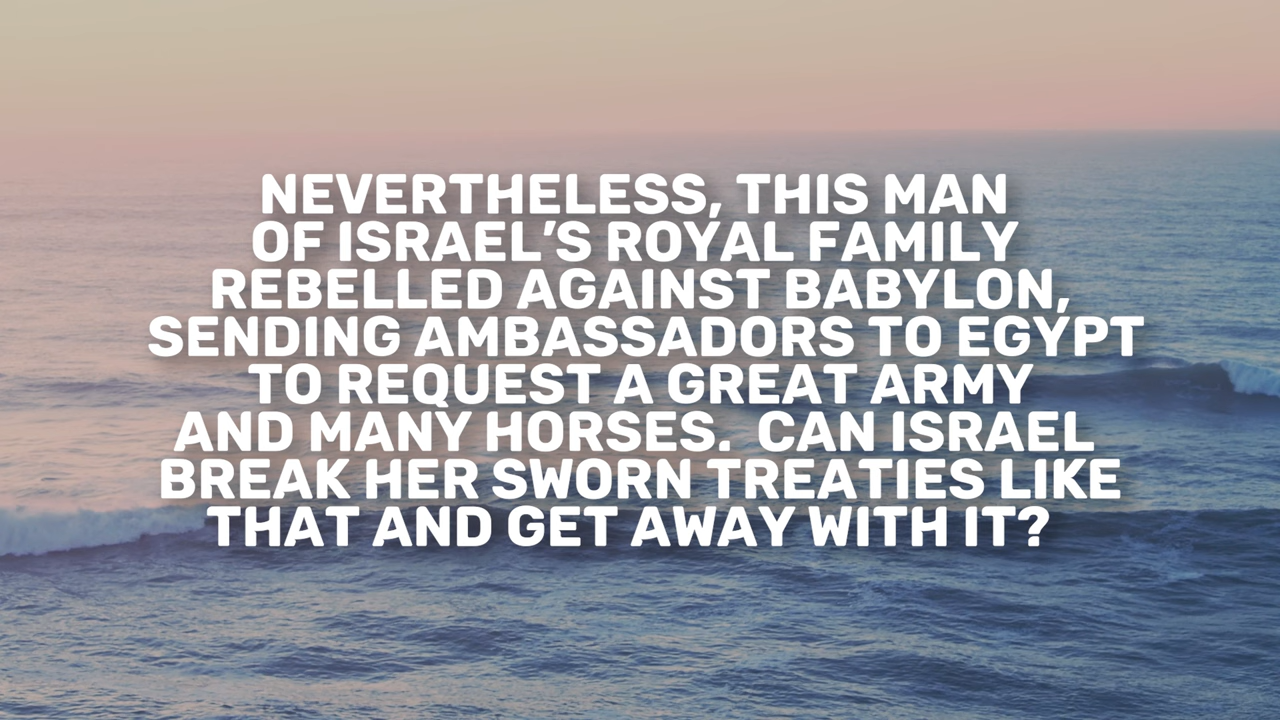 NEVERTHELESS, THIS MAN
OF ISRAEL’S ROYAL FAMILY
REBELLED AGAINST BABYLON,
SENDING AMBASSADORS TO EGYPT
TO REQUEST A GREAT ARMY
AND MANY HORSES.  CAN ISRAEL
BREAK HER SWORN TREATIES LIKE
THAT AND GET AWAY WITH IT?